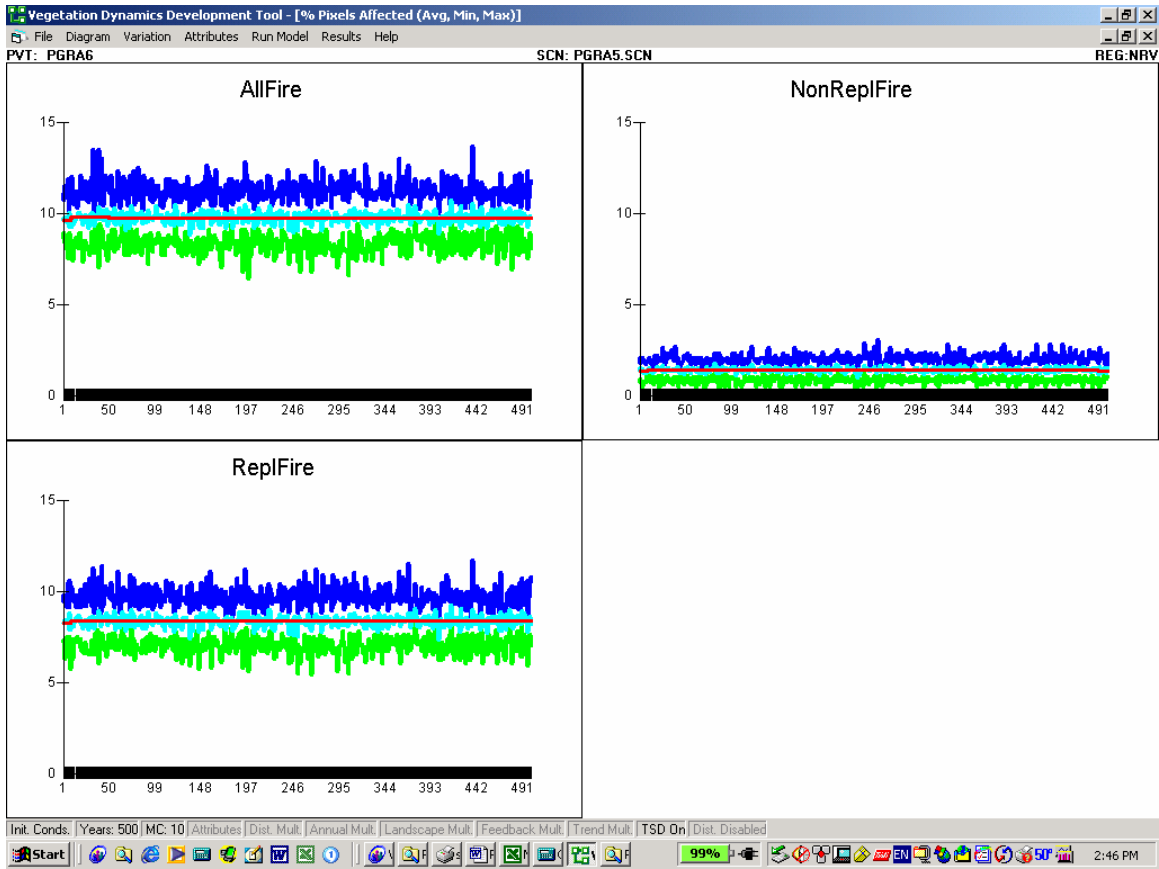 Vegetation Dynamics Development Tool - [% Pixels Affected (Avg, Min, Max)]
File Diagram Variation Attributes Run Model Results Help
PVT: PGRA6 SCN: PGRA5.SCN REG:NRV
AllFire
15
10
5
0
1 50 99 148 197 246 295 344 393 442 491
NonReplFire
15
10
5
0
1 50 99 148 197 246 295 344 393 442 491
ReplFire
15
10
5
0
1 50 99 148 197 246 295 344 393 442 491
Init. Conds. Years: 500 MC: 10 Attributes Dist. Mult. Annual Mult. Landscape Mult. Feedback Mult. Trend Mult. TSD On Dist. Disabled
Start 99% EN 50° 2:46 PM